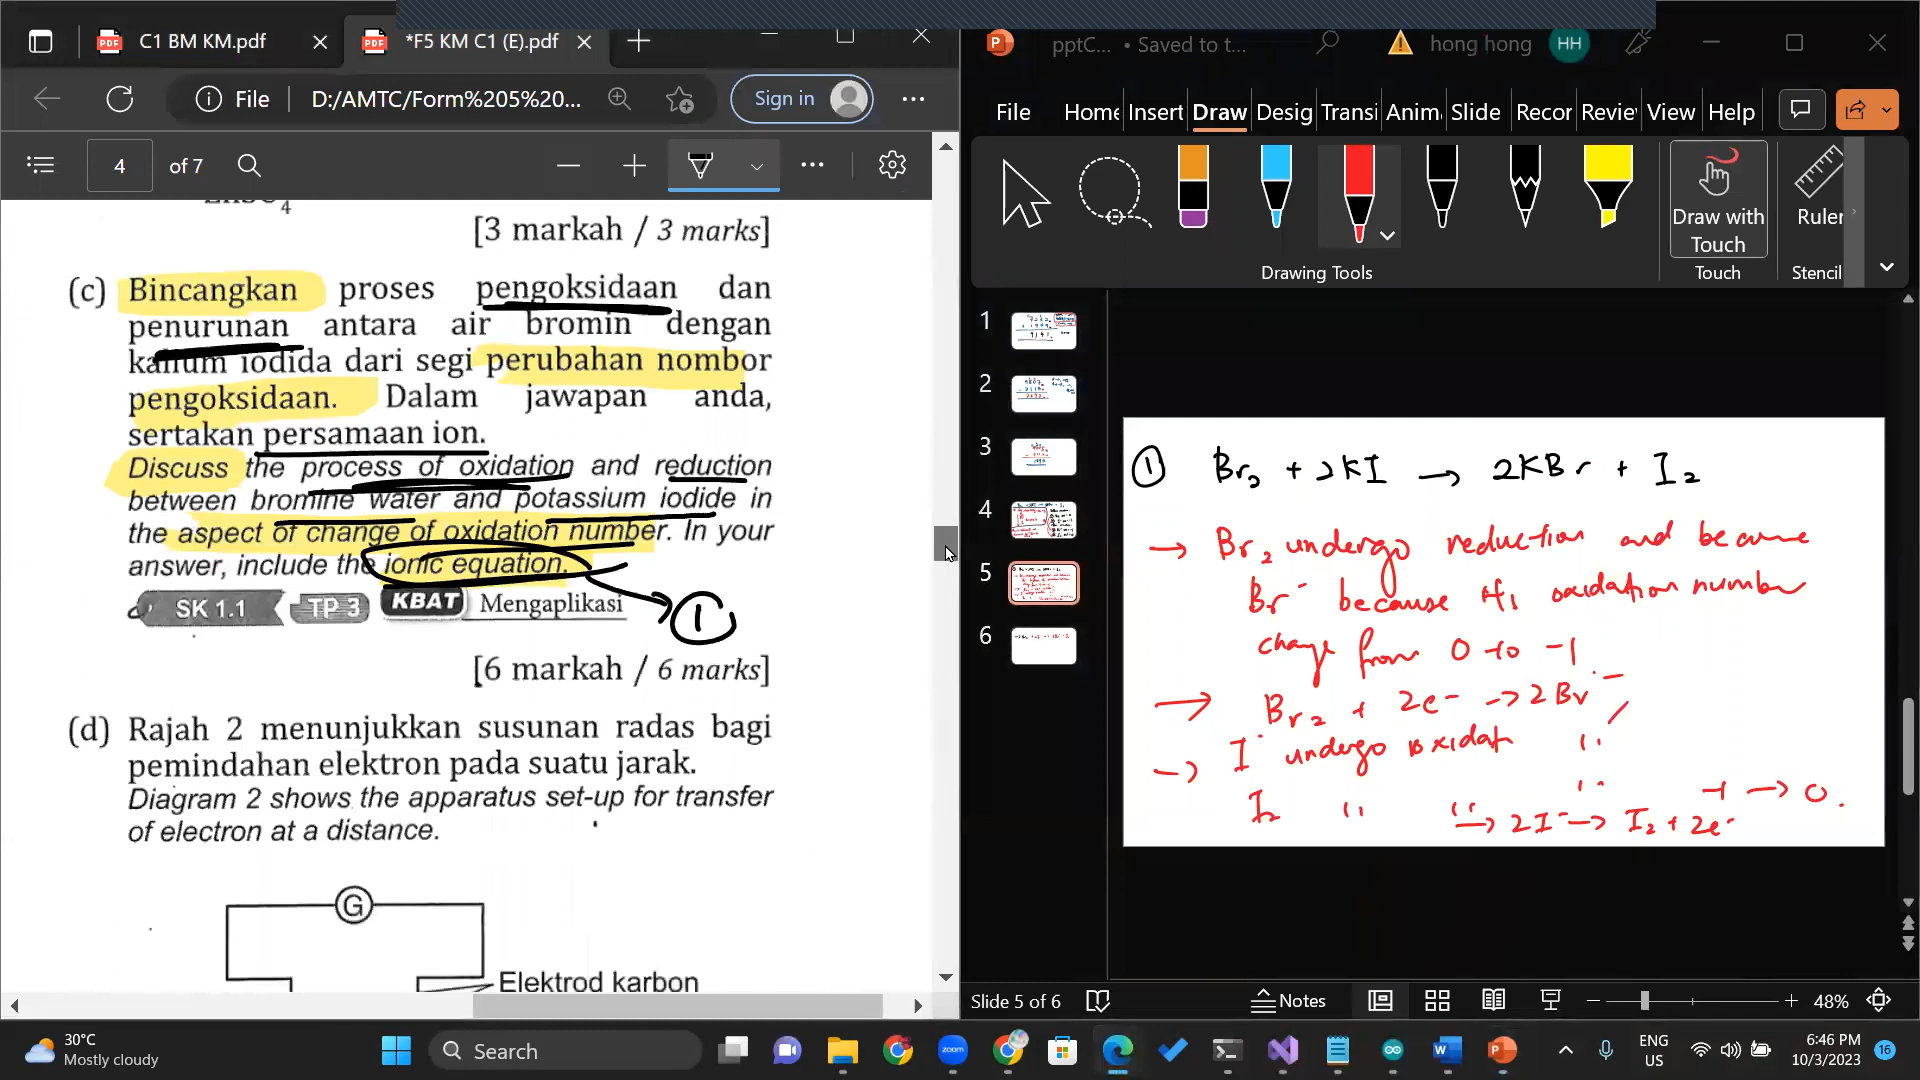 C1 BM KM.pdf
*F5 KM C1 (E).pdf
File
D:/AMTC/Form%205%20...
Sign in
4
of 7
4
[3 markah / 3 marks]
(c) Bincangkan proses pengoksidaan dan
penurunan antara air bromin dengan
kalium iodida dari segi perubahan nombor
pengoksidaan. Dalam jawapan anda,
sertakan persamaan ion.
Discuss the process of oxidation and reduction
between bromine water and potassium iodide in
the aspect of change of oxidation number. In your
answer, include the ionic equation.
SK 1.1 TP 3 KBAT Mengaplikasi
1
[6 markah / 6 marks]
(d) Rajah 2 menunjukkan susunan radas bagi
pemindahan elektron pada suatu jarak.
Diagram 2 shows the apparatus set-up for transfer
of electron at a distance.
G
Elektrod karbon
pptC... • Saved to t...
hong hong
HH
File Home Insert Draw Desig Transi Anim Slide Recor Review View Help
Draw with
Touch
Ruler
Drawing Tools
Touch
Stencil
1
2
3
4
5
6
① Br₂ + 2KI → 2KBr + I₂
→ Br₂ undergo reduction and became
Br⁻ because its oxidation number
change from 0 to -1
→ Br₂ + 2e⁻ → 2Br⁻
→ I⁻ undergo oxidat "
I₂ " " " -1 → 0.
→ 2I⁻ → I₂ + 2e⁻
Slide 5 of 6
Notes
48%
30°C
Mostly cloudy
Search
zoom
ENG
US
6:46 PM
10/3/2023
16